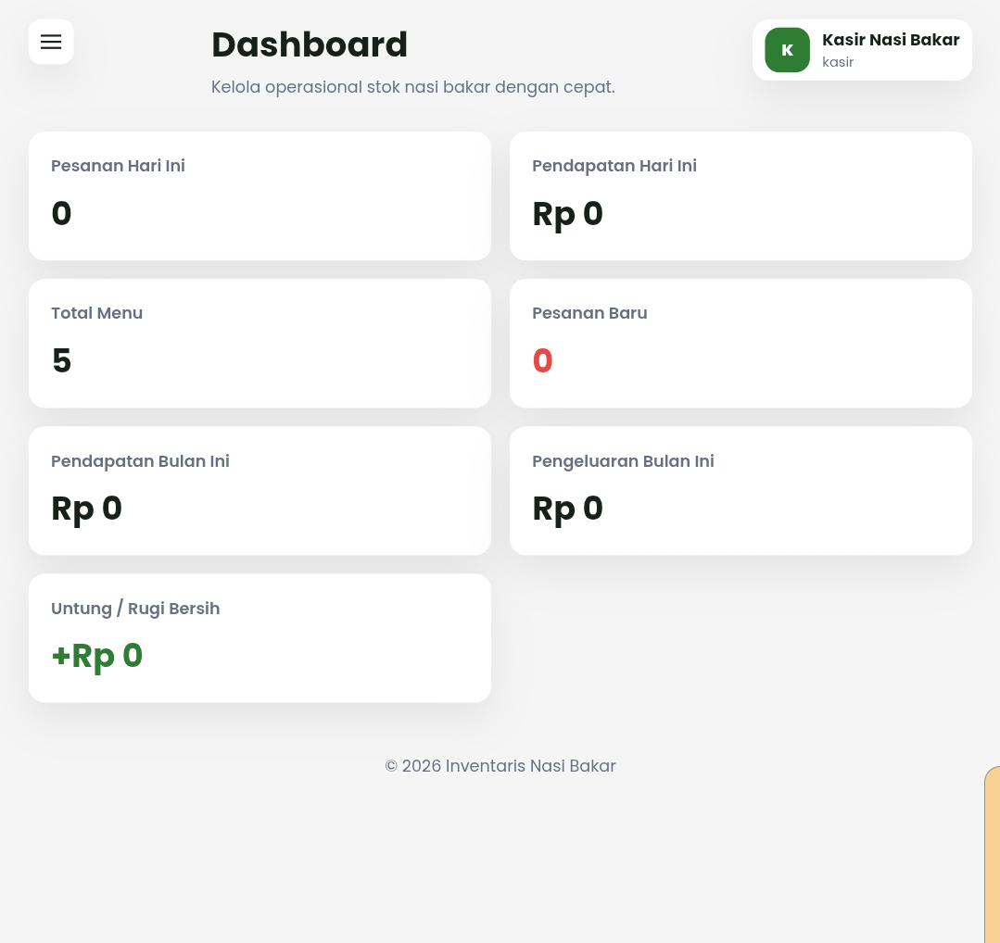 Dashboard
Kelola operasional stok nasi bakar dengan cepat.
K
Kasir Nasi Bakar
kasir
Pesanan Hari Ini
0
Pendapatan Hari Ini
Rp 0
Total Menu
5
Pesanan Baru
0
Pendapatan Bulan Ini
Rp 0
Pengeluaran Bulan Ini
Rp 0
Untung / Rugi Bersih
+Rp 0
© 2026 Inventaris Nasi Bakar